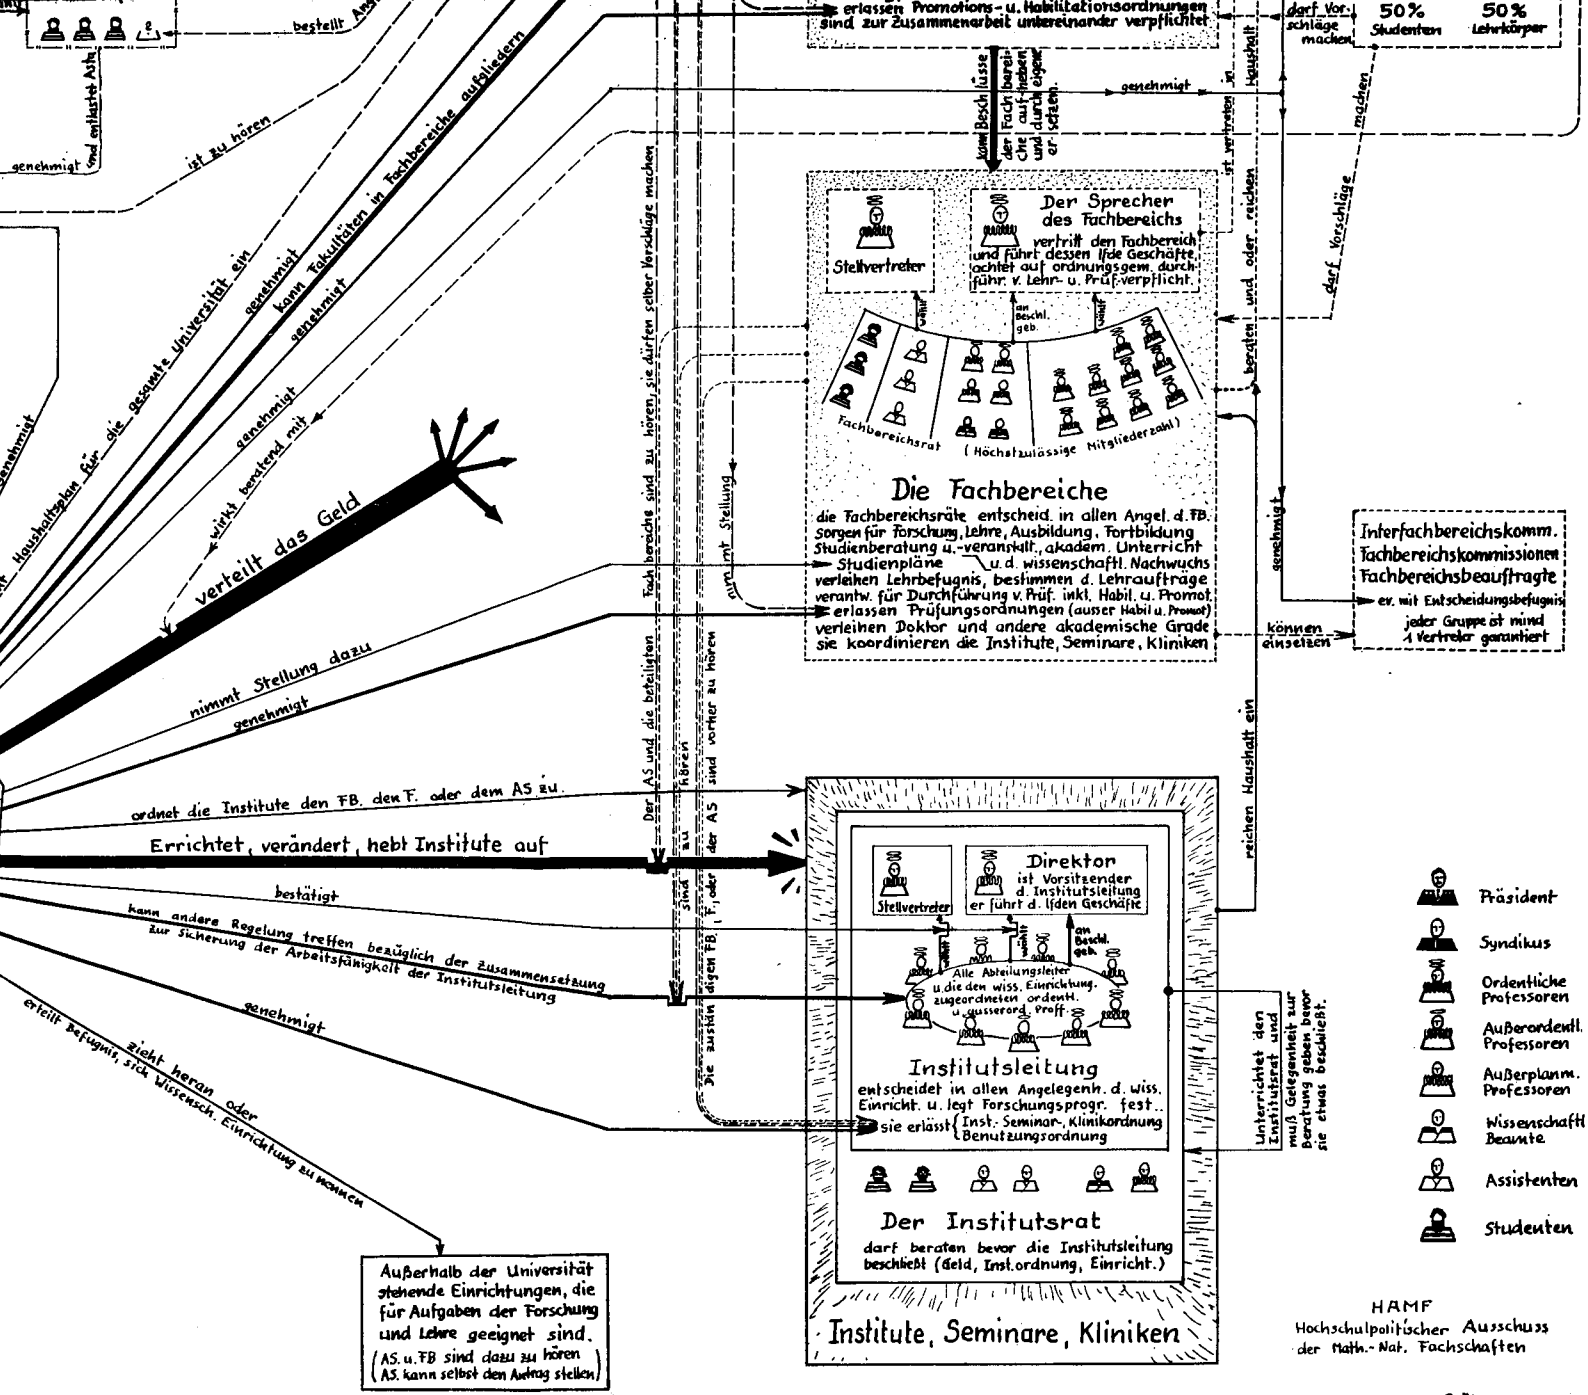 erlassen Promotions- u. Habilitationsordnungen
sind zur Zusammenarbeit untereinander verpflichtet
darf Vor-
schläge
machen
50%
Studenten
50%
Lehrkörper
bestellt
und entlastet Asta
genehmigt
ist zu hören
kann Fakultäten in Fachbereiche aufgliedern
genehmigt
genehmigt
genehmigt
Haushaltsplan für die gesamte Universität ein
genehmigt
wirkt beratend mit
verteilt das Geld
kann Beschlüsse
der Fachberei-
che aufheben
und durch eigene
ersetzen.
genehmigt
ist vertreten in
Haushalt
beraten und oder reichen
machen
darf Vorschläge
Der AS und die beteiligten Fachbereiche sind zu hören, sie dürfen selber Vorschläge machen
sind zu hören
Die zuständigen FB, F, oder der AS sind vorher zu hören
nimmt Stellung
Stellvertreter
Der Sprecher
des Fachbereichs
vertritt den Fachbereich
und führt dessen lfde Geschäfte,
achtet auf ordnungsgem. durch-
führ. v. Lehr- u. Prüf.verpflicht.
wählt
an
Beschl.
geb.
wählt
Fachbereichsrat
(Höchstzulässige Mitgliederzahl)
Die Fachbereiche
die Fachbereichsräte entscheid. in allen Angel. d. FB.
sorgen für Forschung, Lehre, Ausbildung, Fortbildung
Studienberatung u. -veranstalt., akadem. Unterricht
Studienpläne u. d. wissenschaftl. Nachwuchs
verleihen Lehrbefugnis, bestimmen d. Lehraufträge
verantw. für Durchführung v. Prüf. inkl. Habil. u. Promot.
erlassen Prüfungsordnungen (ausser Habil u. Promot)
verleihen Doktor und andere akademische Grade
sie koordinieren die Institute, Seminare, Kliniken
genehmigt
Interfachbereichskomm.
Fachbereichskommissionen
Fachbereichsbeauftragte
ev. mit Entscheidungsbefugnis
jeder Gruppe ist mind
1 Vertreter garantiert
können
einsetzen
nimmt Stellung dazu
genehmigt
reichen Haushalt ein
ordnet die Institute den FB. den F. oder dem AS zu.
Errichtet, verändert, hebt Institute auf
bestätigt
kann andere Regelung treffen bezüglich der Zusammensetzung
zur Sicherung der Arbeitsfähigkeit der Institutsleitung
genehmigt
zieht heran oder
erteilt Befugnis, sich Wissensch. Einrichtung zu nennen
Stellvertreter
Direktor
ist Vorsitzender
d. Institutsleitung
er führt d. lfden Geschäfte
wählt
wählt
an
Beschl.
geb.
Alle Abteilungsleiter
u. die den wiss. Einrichtung.
zugeordneten ordentl.
u. ausserord. Proff.
Institutsleitung
entscheidet in allen Angelegenh. d. wiss.
Einricht. u. legt Forschungsprogr. fest..
sie erlässt { Inst.- Seminar-, Klinikordnung
Benutzungsordnung
Unterrichtet den
Institutsrat und
muß Gelegenheit zur
Beratung geben bevor
sie etwas beschließt.
Der Institutsrat
darf beraten bevor die Institutsleitung
beschließt (Geld, Inst.ordnung, Einricht.)
Institute, Seminare, Kliniken
Außerhalb der Universität
stehende Einrichtungen, die
für Aufgaben der Forschung
und Lehre geeignet sind.
(AS. u. FB sind dazu zu hören
AS. kann selbst den Antrag stellen)
Präsident
Syndikus
Ordentliche
Professoren
Außerordentl.
Professoren
Außerplanm.
Professoren
Wissenschaftl
Beamte
Assistenten
Studenten
HAMF
Hochschulpolitischer Ausschuss
der Math.-Nat. Fachschaften